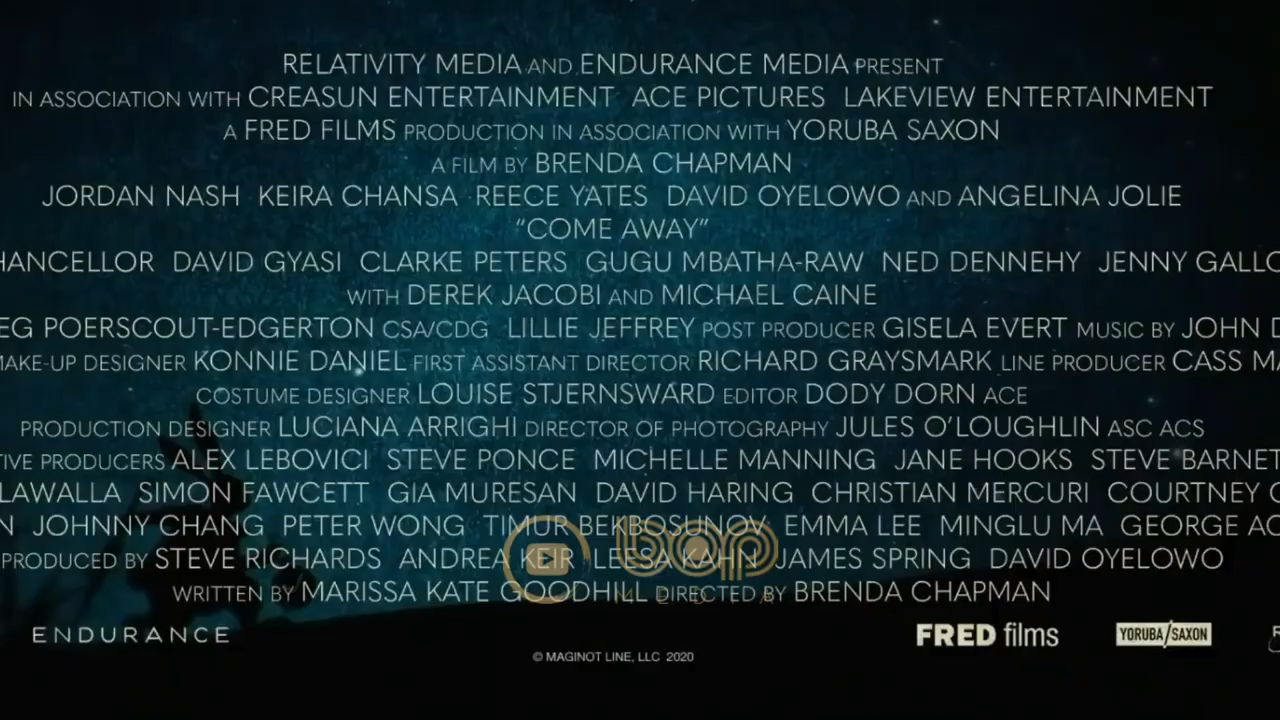 RELATIVITY MEDIA AND ENDURANCE MEDIA PRESENT
IN ASSOCIATION WITH CREASUN ENTERTAINMENT ACE PICTURES LAKEVIEW ENTERTAINMENT
A FRED FILMS PRODUCTION IN ASSOCIATION WITH YORUBA SAXON
A FILM BY BRENDA CHAPMAN
JORDAN NASH KEIRA CHANSA REECE YATES DAVID OYELOWO AND ANGELINA JOLIE
“COME AWAY”
HANCELLOR DAVID GYASI CLARKE PETERS GUGU MBATHA-RAW NED DENNEHY JENNY GALLO
WITH DEREK JACOBI AND MICHAEL CAINE
EG POERSCOUT-EDGERTON CSA/CDG LILLIE JEFFREY POST PRODUCER GISELA EVERT MUSIC BY JOHN
MAKE-UP DESIGNER KONNIE DANIEL FIRST ASSISTANT DIRECTOR RICHARD GRAYSMARK LINE PRODUCER CASS MA
COSTUME DESIGNER LOUISE STJERNSWARD EDITOR DODY DORN ACE
PRODUCTION DESIGNER LUCIANA ARRIGHI DIRECTOR OF PHOTOGRAPHY JULES O’LOUGHLIN ASC ACS
TIVE PRODUCERS ALEX LEBOVICI STEVE PONCE MICHELLE MANNING JANE HOOKS STEVE BARNET
LAWALLA SIMON FAWCETT GIA MURESAN DAVID HARING CHRISTIAN MERCURI COURTNEY
N JOHNNY CHANG PETER WONG TIMUR BEKBOSUNOV EMMA LEE MINGLU MA GEORGE AC
PRODUCED BY STEVE RICHARDS ANDREA KEIR LEESA KAHN JAMES SPRING DAVID OYELOWO
bap
WRITTEN BY MARISSA KATE GOODHILL DIRECTED BY BRENDA CHAPMAN
MEDIA
ENDURANCE
FRED films
YORUBA/SAXON
© MAGINOT LINE, LLC 2020